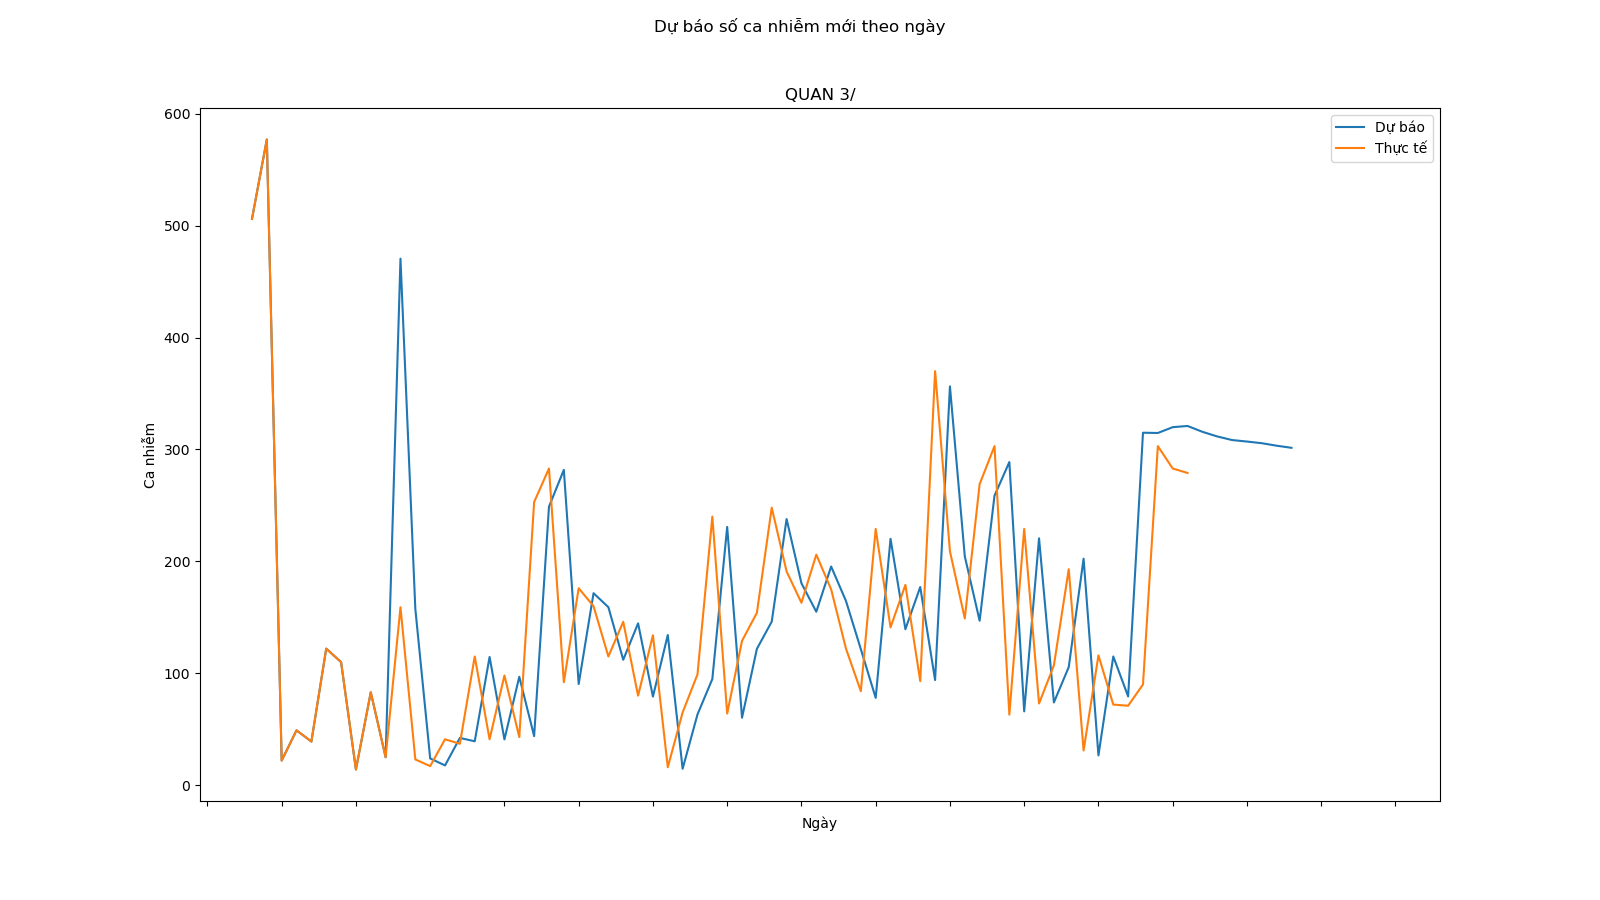 Dự báo số ca nhiễm mới theo ngày
QUAN 3/
Dự báo
Thực tế
600
500
400
300
200
100
0
Ca nhiễm
Ngày